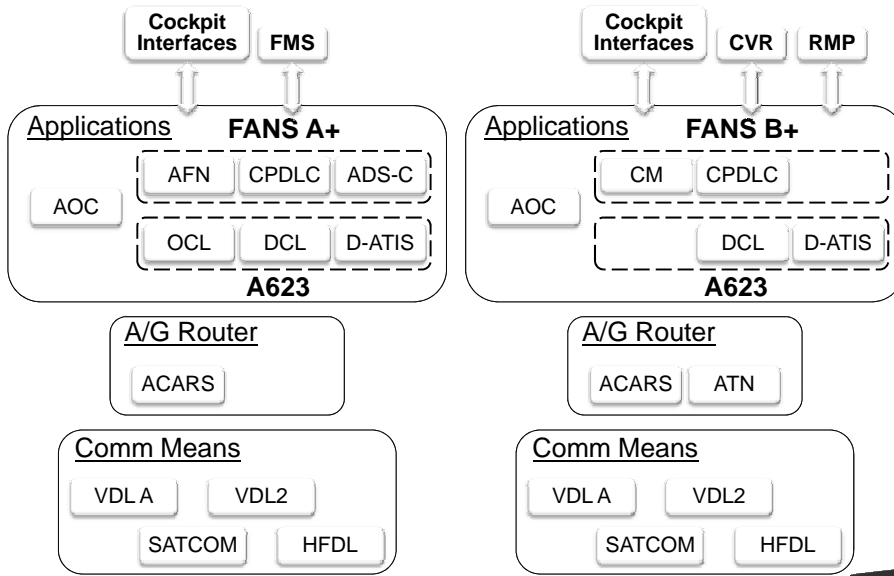 Cockpit
Interfaces
FMS
Applications
FANS A+
AFN
CPDLC
ADS-C
AOC
OCL
DCL
D-ATIS
A623
A/G Router
ACARS
Comm Means
VDL A
VDL2
SATCOM
HFDL
Cockpit
Interfaces
CVR
RMP
Applications
FANS B+
CM
CPDLC
AOC
DCL
D-ATIS
A623
A/G Router
ACARS
ATN
Comm Means
VDL A
VDL2
SATCOM
HFDL